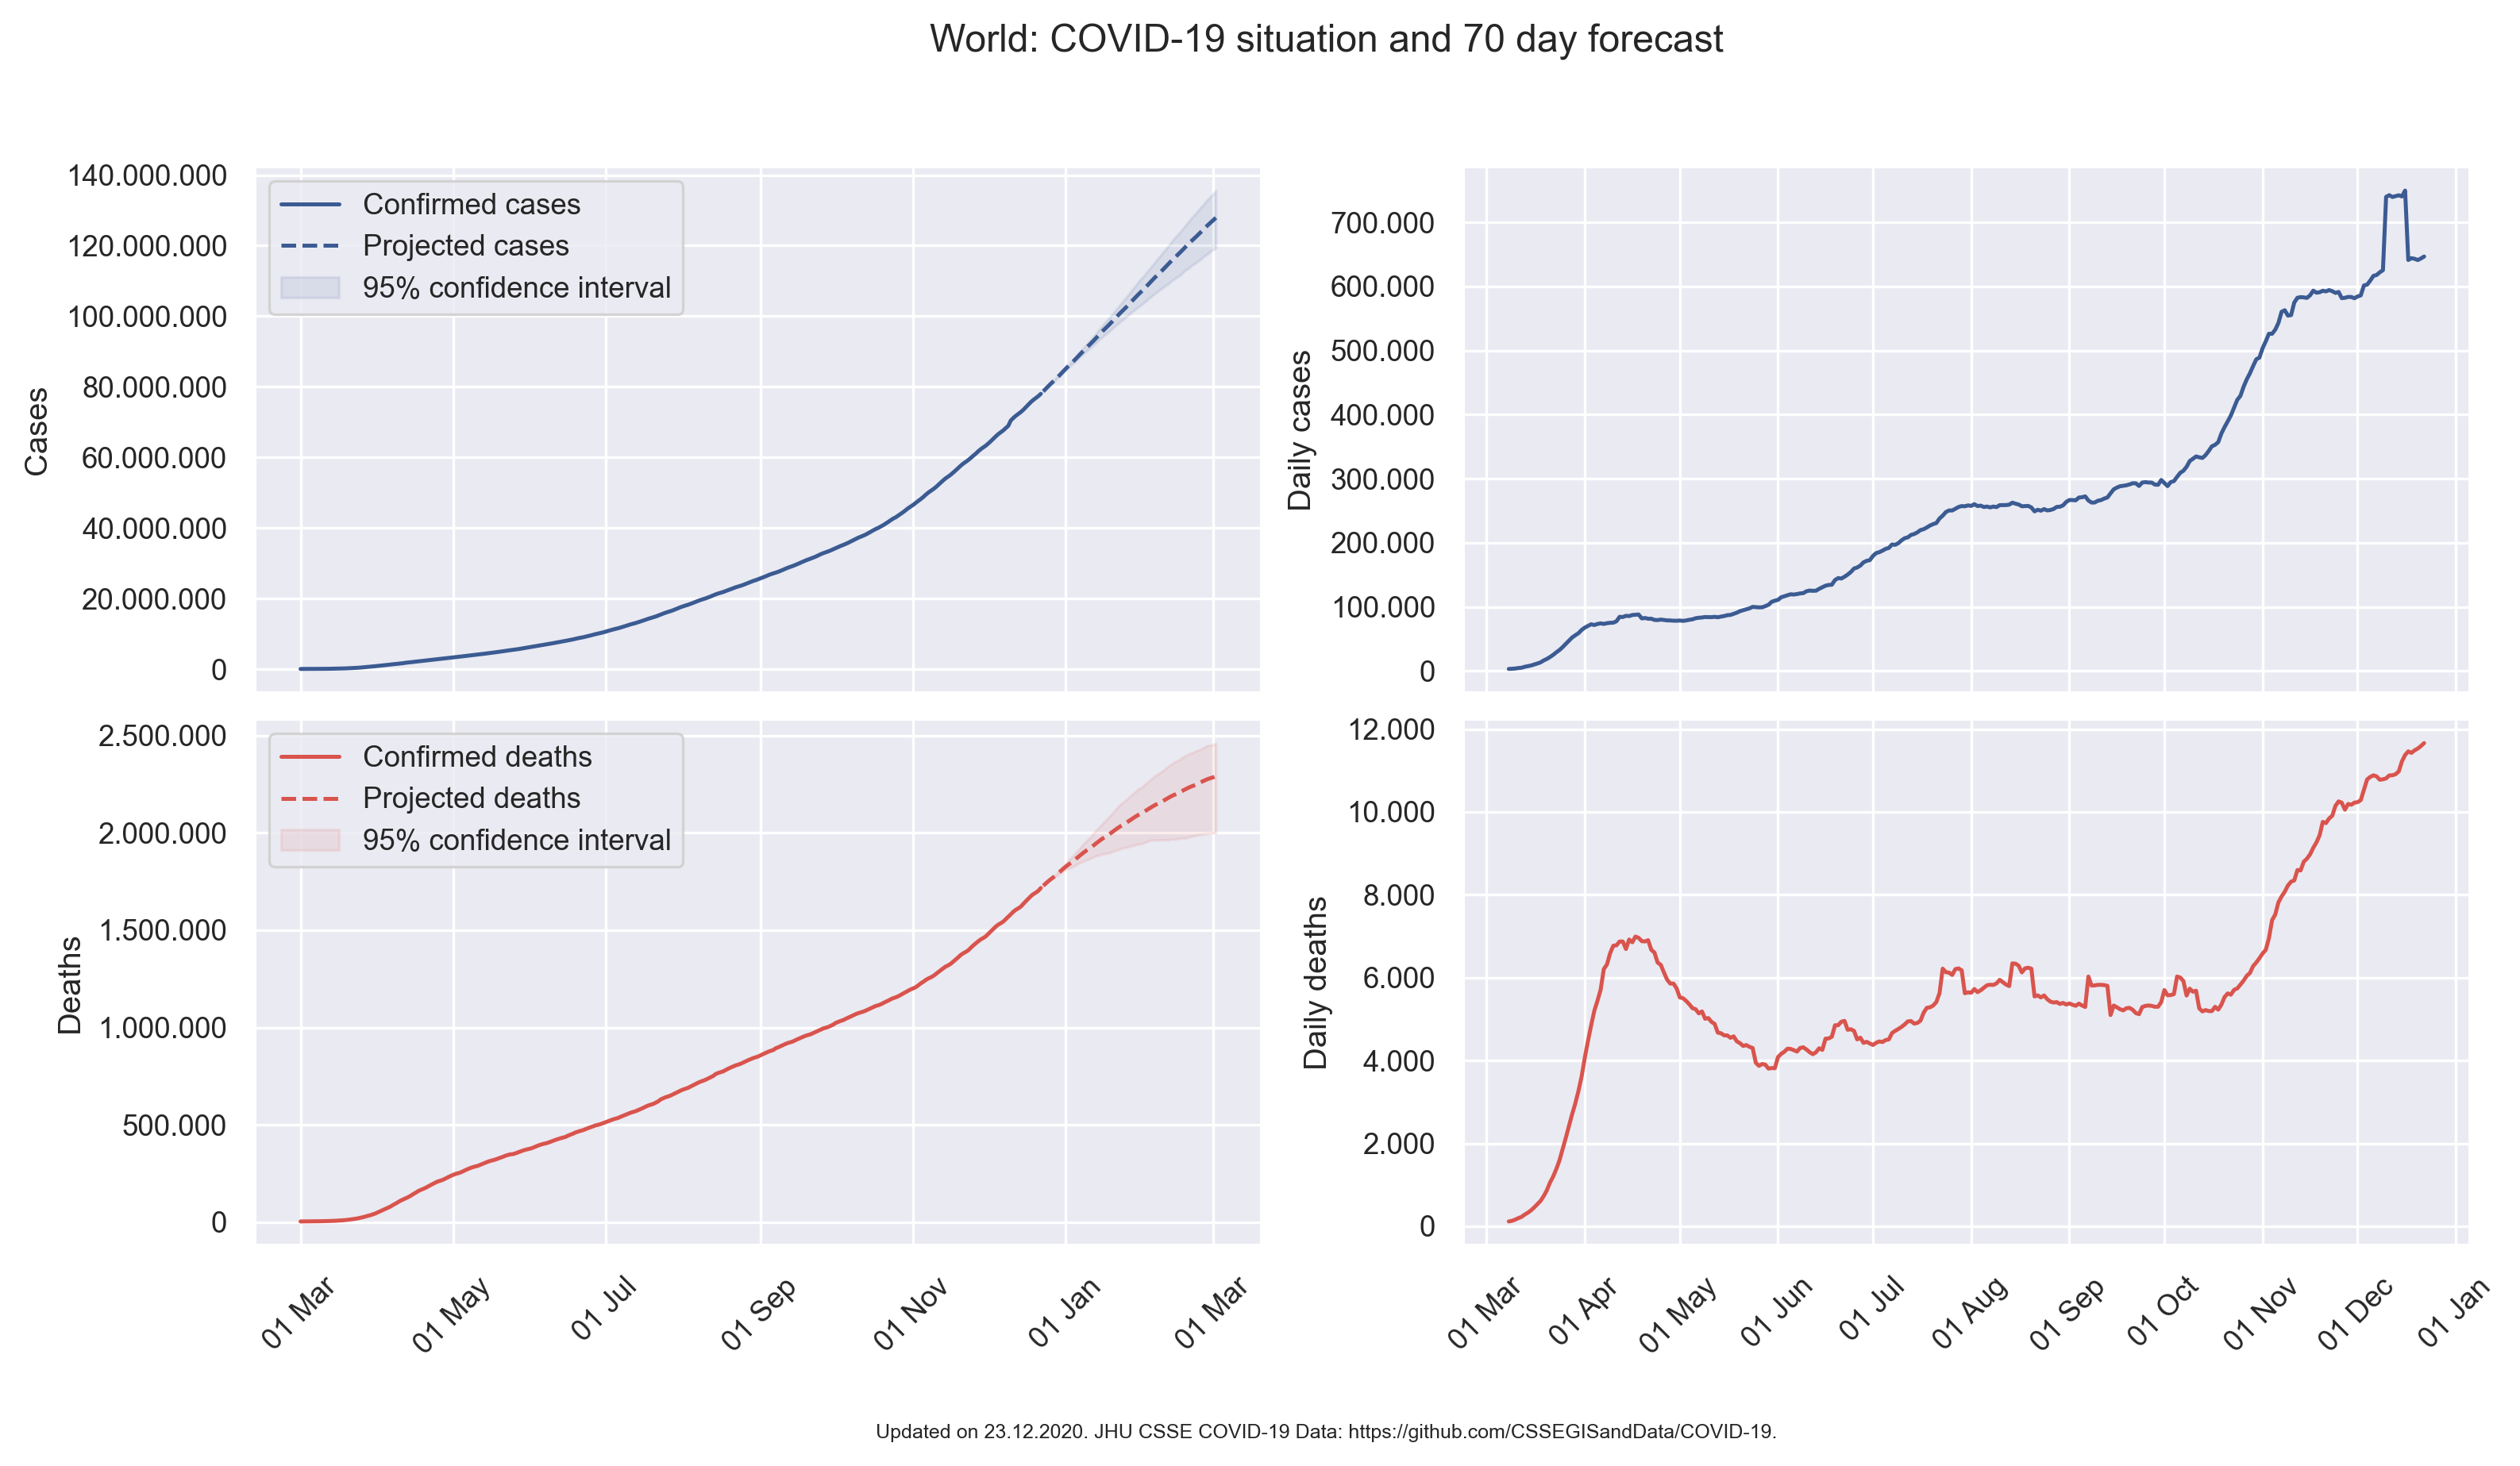 World: COVID-19 situation and 70 day forecast
140.000.000
120.000.000
100.000.000
80.000.000
60.000.000
40.000.000
20.000.000
0
Cases
Confirmed cases
Projected cases
95% confidence interval
700.000
600.000
500.000
400.000
300.000
200.000
100.000
0
Daily cases
2.500.000
2.000.000
1.500.000
1.000.000
500.000
0
Deaths
Confirmed deaths
Projected deaths
95% confidence interval
01 Mar
01 May
01 Jul
01 Sep
01 Nov
01 Jan
01 Mar
12.000
10.000
8.000
6.000
4.000
2.000
0
Daily deaths
01 Mar
01 Apr
01 May
01 Jun
01 Jul
01 Aug
01 Sep
01 Oct
01 Nov
01 Dec
01 Jan
Updated on 23.12.2020. JHU CSSE COVID-19 Data: https://github.com/CSSEGISandData/COVID-19.